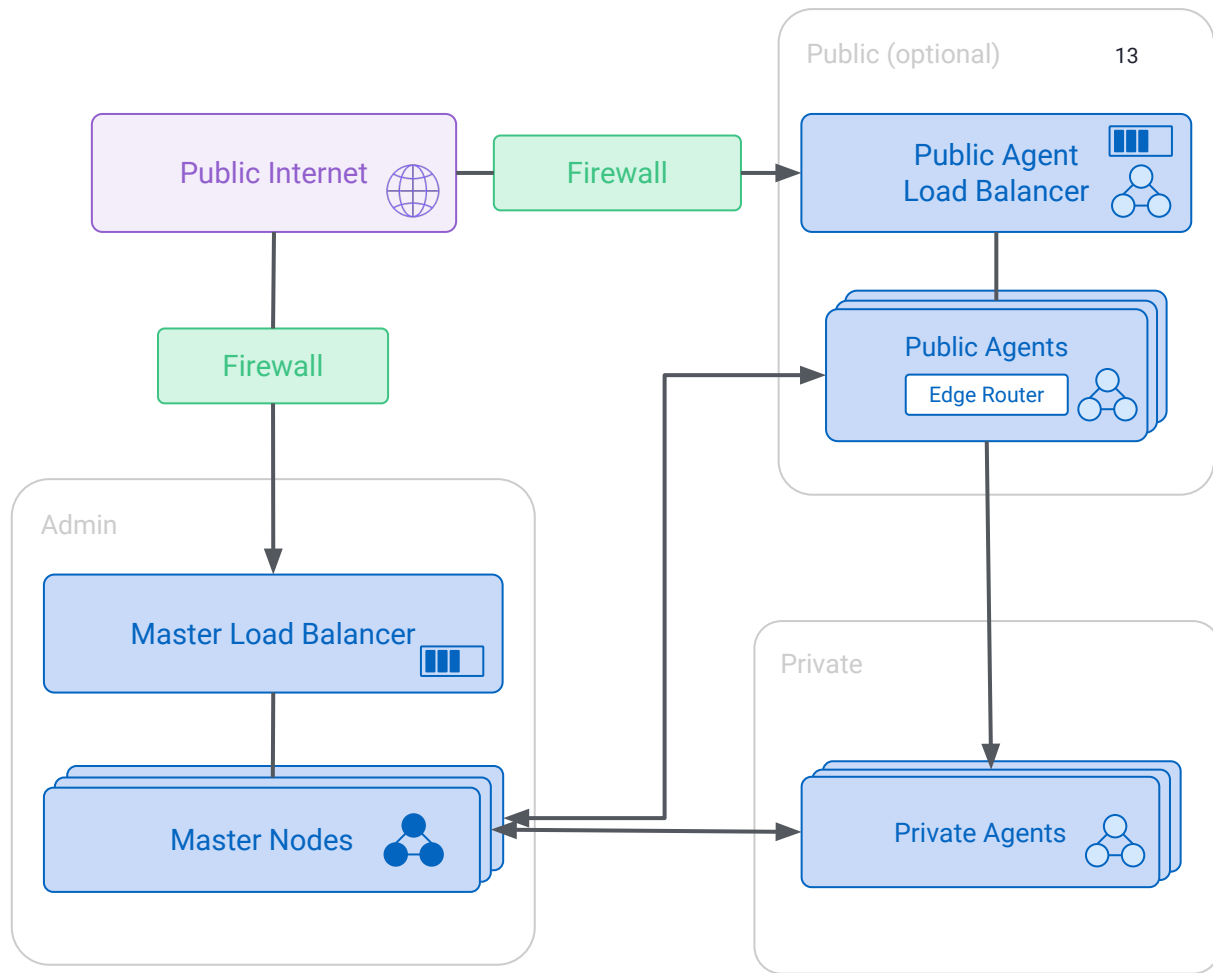 Public (optional)
13
Public Internet
Firewall
Public Agent
Load Balancer
Firewall
Public Agents
Edge Router
Admin
Master Load Balancer
Private
Master Nodes
Private Agents